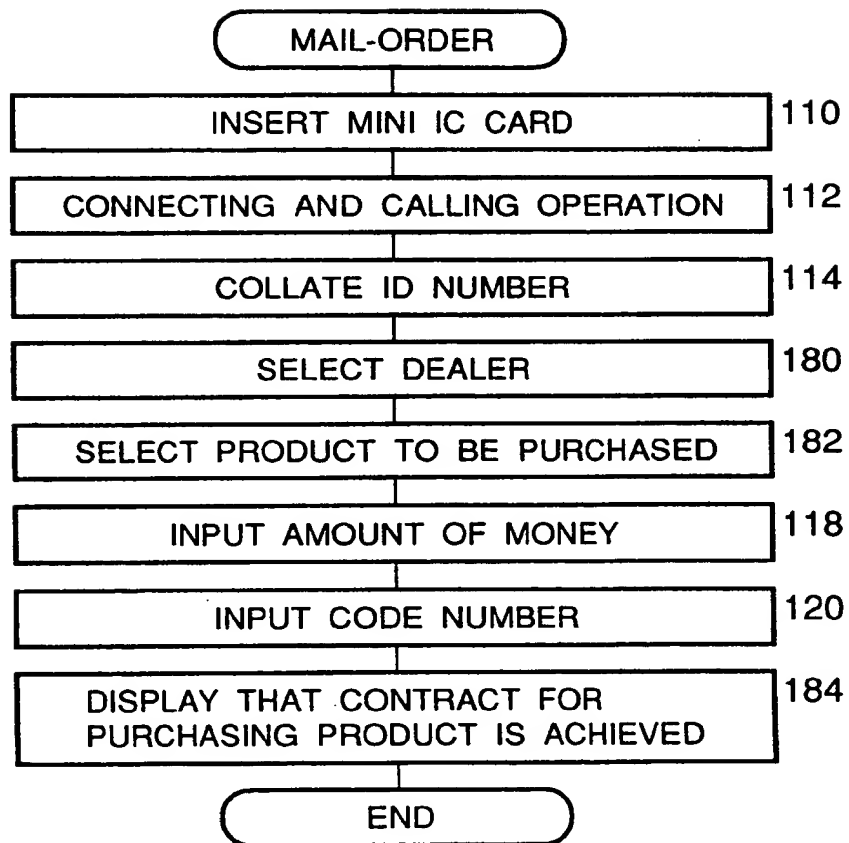 MAIL-ORDER
INSERT MINI IC CARD 110
CONNECTING AND CALLING OPERATION 112
COLLATE ID NUMBER 114
SELECT DEALER 180
SELECT PRODUCT TO BE PURCHASED 182
INPUT AMOUNT OF MONEY 118
INPUT CODE NUMBER 120
DISPLAY THAT CONTRACT FOR 184
PURCHASING PRODUCT IS ACHIEVED
END